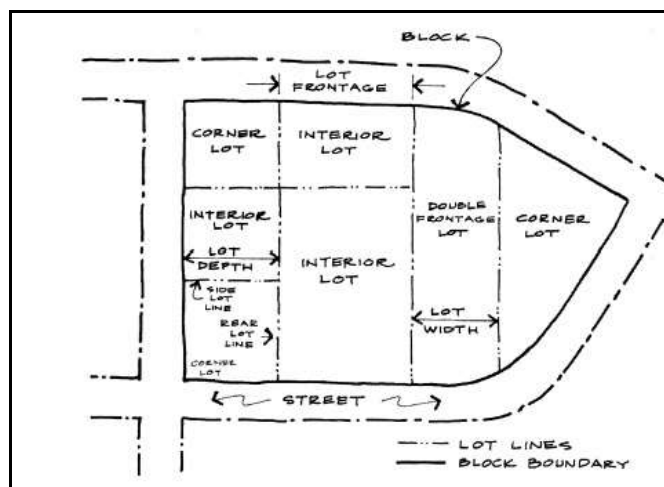 BLOCK
LOT
FRONTAGE
CORNER
LOT
INTERIOR
LOT
INTERIOR
LOT
LOT
DEPTH
SIDE
LOT
LINE
REAR
LOT
LINE
CORNER
LOT
INTERIOR
LOT
DOUBLE
FRONTAGE
LOT
LOT
WIDTH
CORNER
LOT
STREET
LOT LINES
BLOCK BOUNDARY